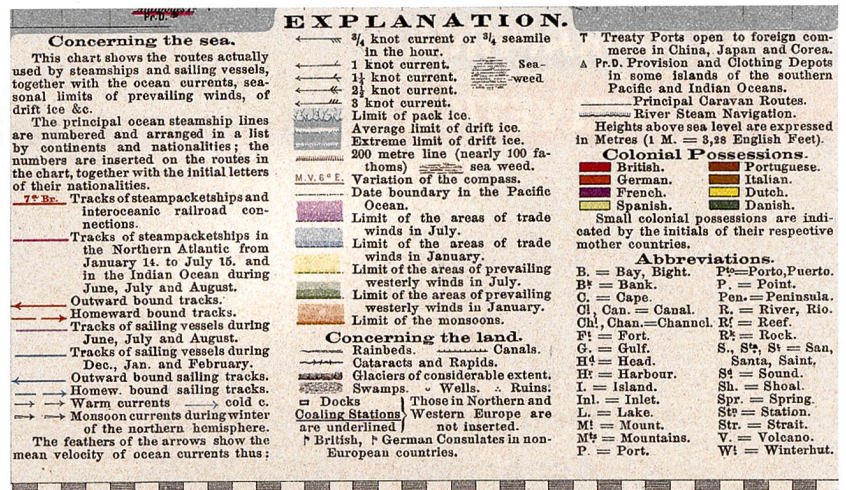 Pr.D.
EXPLANATION.
Concerning the sea.
This chart shows the routes actually
used by steamships and sailing vessels,
together with the ocean currents, sea-
sonal limits of prevailing winds, of
drift ice &c.
The principal ocean steamship lines
are numbered and arranged in a list
by continents and nationalities; the
numbers are inserted on the routes in
the chart, together with the initial letters
of their nationalities.
7ᵃ Br. Tracks of steampacketships and
interoceanic railroad con-
nections.
Tracks of steampacketships in
the Northern Atlantic from
January 14. to July 15. and
in the Indian Ocean during
June, July and August.
Outward bound tracks.
Homeward bound tracks.
Tracks of sailing vessels during
June, July and August.
Tracks of sailing vessels during
Dec., Jan. and February.
Outward bound sailing tracks.
Homew. bound sailing tracks.
Warm currents cold c.
Monsoon currents during winter
of the northern hemisphere.
The feathers of the arrows show the
mean velocity of ocean currents thus:
3/4 knot current or 3/4 seamile
in the hour.
1 knot current. Sea-
1½ knot current. weed.
2½ knot current.
3 knot current.
Limit of pack ice.
Average limit of drift ice.
Extreme limit of drift ice.
200 metre line (nearly 100 fa-
thoms) sea weed.
M.V.6° E. Variation of the compass.
Date boundary in the Pacific
Ocean.
Limit of the areas of trade
winds in July.
Limit of the areas of trade
winds in January.
Limit of the areas of prevailing
westerly winds in July.
Limit of the areas of prevailing
westerly winds in January.
Limit of the monsoons.
Concerning the land.
Rainbeds. Canals.
Cataracts and Rapids.
Glaciers of considerable extent.
Swamps. Wells. Ruins.
Docks Those in Northern and
Coaling Stations Western Europe are
are underlined not inserted.
British, German Consulates in non-
European countries.
T Treaty Ports open to foreign com-
merce in China, Japan and Corea.
Pr.D. Provision and Clothing Depots
in some islands of the southern
Pacific and Indian Oceans.
Principal Caravan Routes.
River Steam Navigation.
Heights above sea level are expressed
in Metres (1 M. = 3,28 English Feet).
Colonial Possessions.
British. Portuguese.
German. Italian.
French. Dutch.
Spanish. Danish.
Small colonial possessions are indi-
cated by the initials of their respective
mother countries.
Abbreviations.
B. = Bay, Bight. Pto=Porto, Puerto.
Bk = Bank. P. = Point.
C. = Cape. Pen.= Peninsula.
Cl, Can. = Canal. R. = River, Rio.
Chl, Chan.=Channel. Rf = Reef.
Ft = Fort. Rk = Rock.
G. = Gulf. S., Sta, St = San,
Hd = Head. Santa, Saint.
Hr = Harbour. Sd = Sound.
I. = Island. Sh. = Shoal.
Inl. = Inlet. Spr. = Spring.
L. = Lake. Stn = Station.
Mt = Mount. Str. = Strait.
Mts = Mountains. V. = Volcano.
P. = Port. Wt = Winterhut.